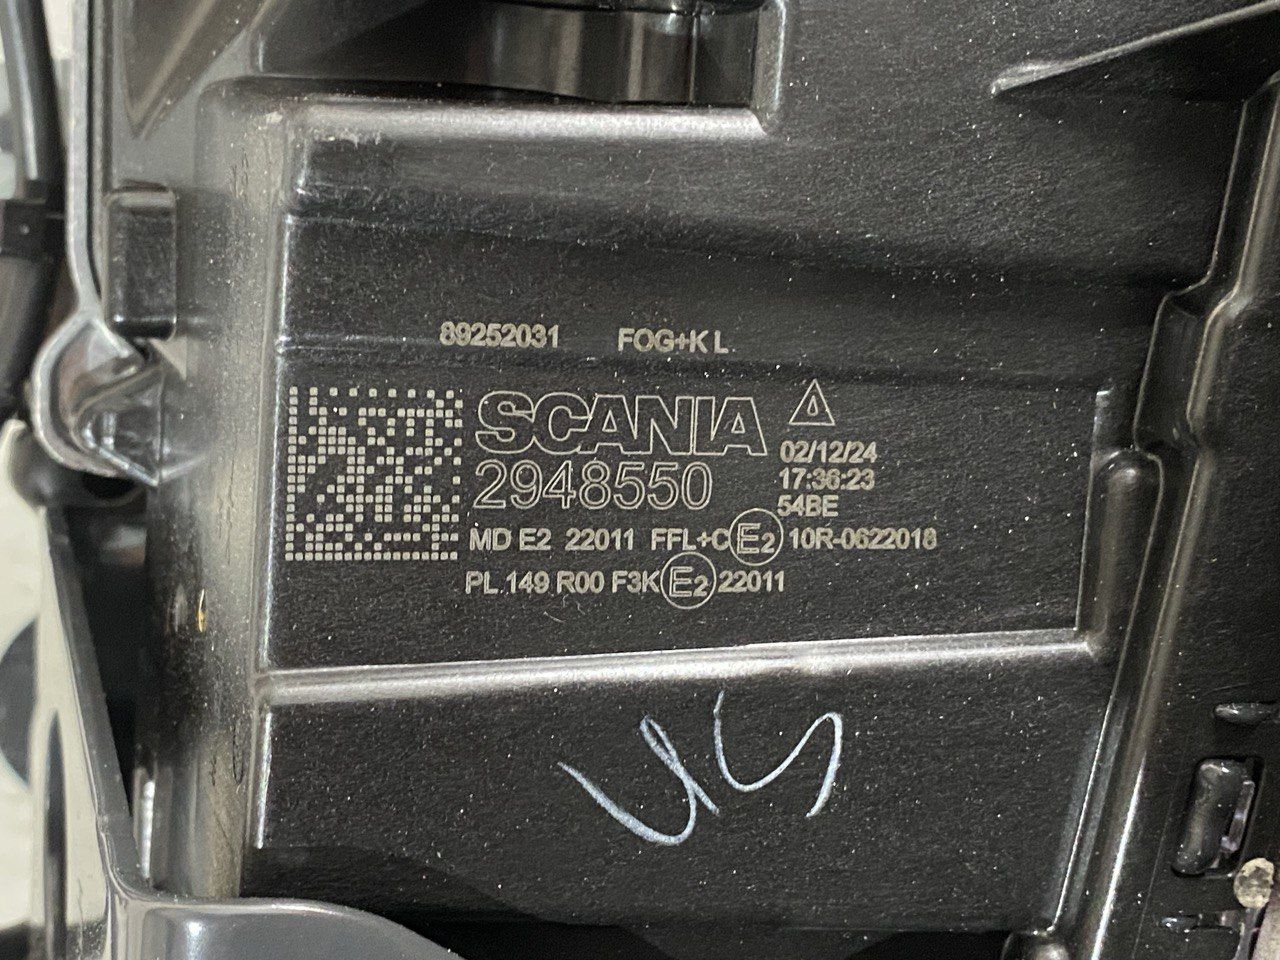 89252031 FOG+K L
SCANIA
2948550
02/12/24
17:36:23
54BE
MD E2 22011 FFL+C E2 10R-0622018
PL 149 R00 F3K E2 22011